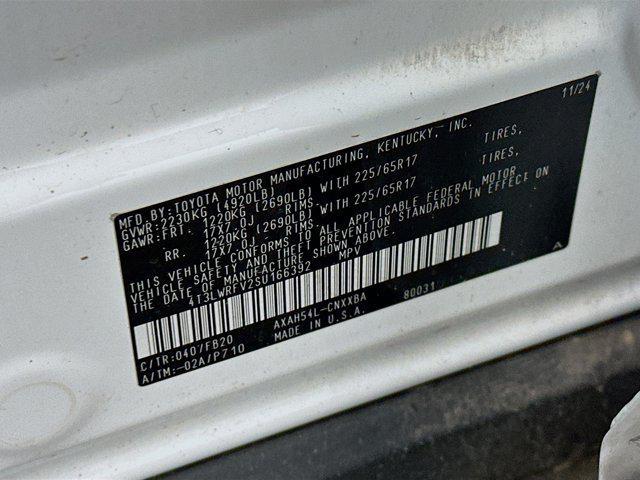 11/24
MFD.BY:TOYOTA MOTOR MANUFACTURING, KENTUCKY, INC.
GVWR:2230KG (4920LB)
GAWR:FRT. 1220KG (2690LB) WITH 225/65R17 TIRES,
17X7.0J RIMS.
RR. 1220KG (2690LB) WITH 225/65R17 TIRES,
17X7.0J RIMS.
THIS VEHICLE CONFORMS TO ALL APPLICABLE FEDERAL MOTOR
VEHICLE SAFETY AND THEFT PREVENTION STANDARDS IN EFFECT ON
THE DATE OF MANUFACTURE SHOWN ABOVE.
4T3LWRFV2SU166392 MPV A
C/TR:0407/FB20 AXAH54L-CNXXBA 80031
A/TM:-02A/P710 MADE IN U.S.A.